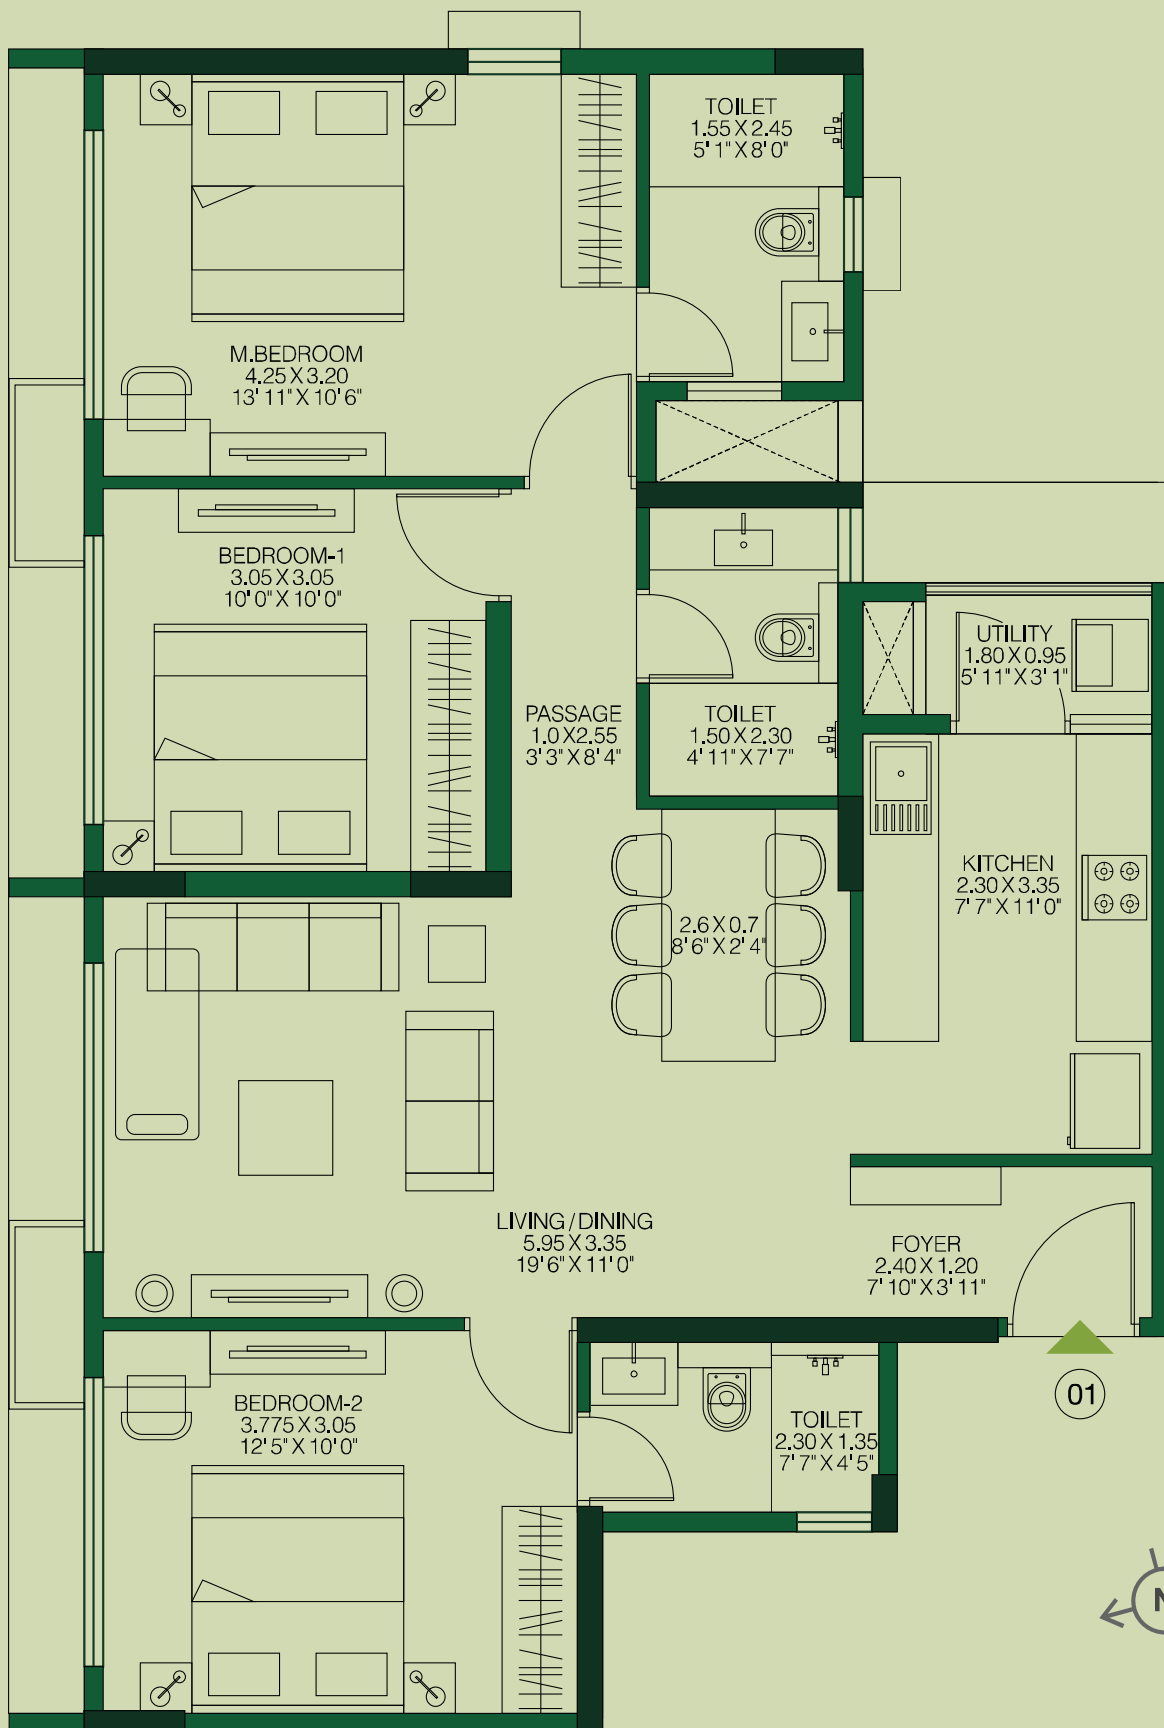 TOILET
1.55 X 2.45
5'1" X 8'0"
M.BEDROOM
4.25 X 3.20
13'11" X 10'6"
BEDROOM-1
3.05 X 3.05
10'0" X 10'0"
UTILITY
1.80 X 0.95
5'11" X 3'1"
PASSAGE
1.0 X 2.55
3'3" X 8'4"
TOILET
1.50 X 2.30
4'11" X 7'7"
KITCHEN
2.30 X 3.35
7'7" X 11'0"
2.6 X 0.7
8'6" X 2'4"
LIVING/DINING
5.95 X 3.35
19'6" X 11'0"
FOYER
2.40 X 1.20
7'10" X 3'11"
01
BEDROOM-2
3.775 X 3.05
12'5" X 10'0"
TOILET
2.30 X 1.35
7'7" X 4'5"
N